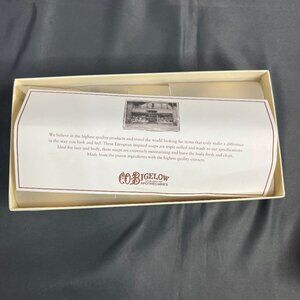 We believe in the highest quality products and travel the world looking for items that truly make a difference
in the way you look and feel. These European inspired soaps are triple milled and made to our specifications.
Ideal for face and body, these soaps are extremely moisturizing and leave the body fresh and clean.
Made from the purest ingredients with the highest quality extracts.
C.O. BIGELOW
APOTHECARIES